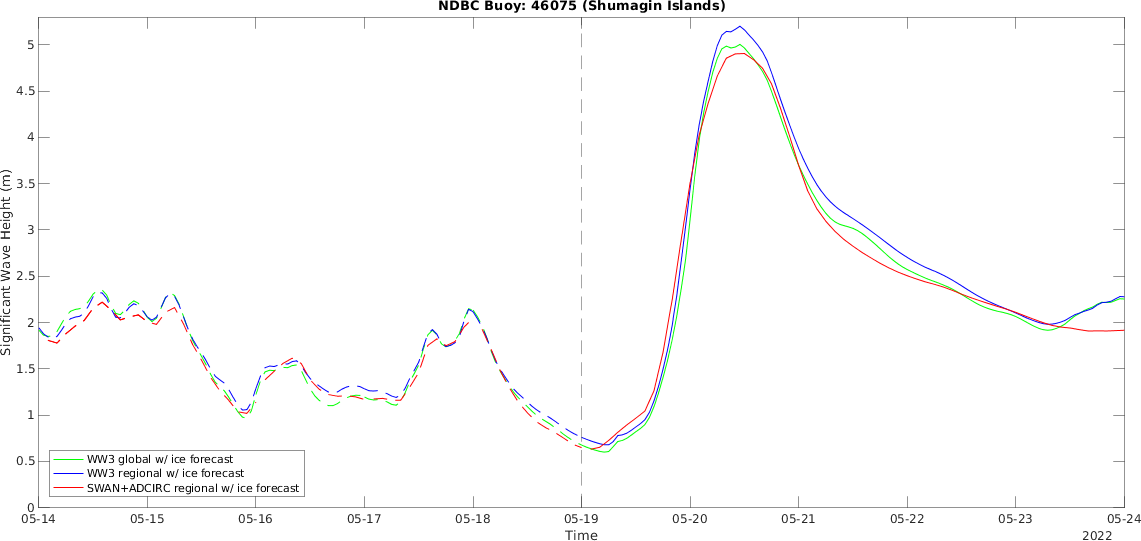 NDBC Buoy: 46075 (Shumagin Islands)
Significant Wave Height (m)
5
4.5
4
3.5
3
2.5
2
1.5
1
0.5
0
WW3 global w/ ice forecast
WW3 regional w/ ice forecast
SWAN+ADCIRC regional w/ ice forecast
05-14 05-15 05-16 05-17 05-18 05-19 05-20 05-21 05-22 05-23 05-24
Time 2022